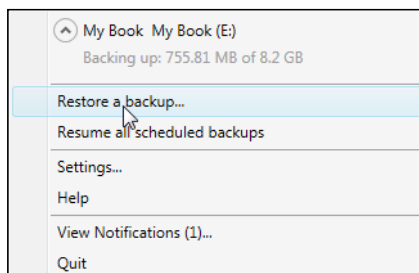 My Book My Book (E:)
Backing up: 755.81 MB of 8.2 GB
Restore a backup...
Resume all scheduled backups
Settings...
Help
View Notifications (1)...
Quit